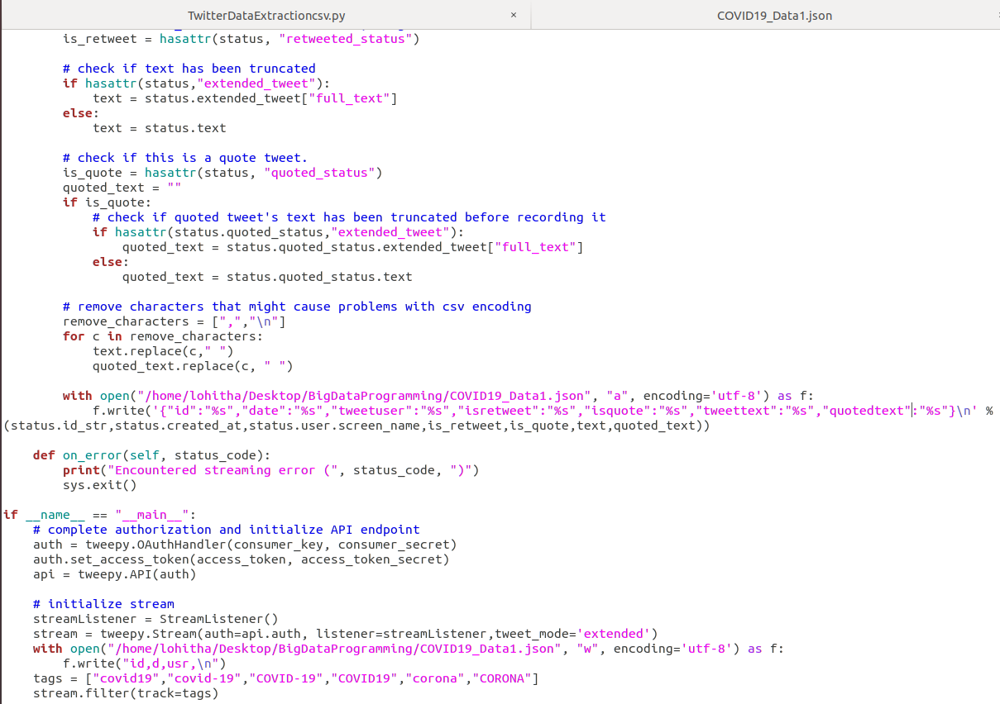 TwitterDataExtractioncsv.py × COVID19_Data1.json
is_retweet = hasattr(status, "retweeted_status")
# check if text has been truncated
if hasattr(status,"extended_tweet"):
text = status.extended_tweet["full_text"]
else:
text = status.text
# check if this is a quote tweet.
is_quote = hasattr(status, "quoted_status")
quoted_text = ""
if is_quote:
# check if quoted tweet's text has been truncated before recording it
if hasattr(status.quoted_status,"extended_tweet"):
quoted_text = status.quoted_status.extended_tweet["full_text"]
else:
quoted_text = status.quoted_status.text
# remove characters that might cause problems with csv encoding
remove_characters = [",","\n"]
for c in remove_characters:
text.replace(c," ")
quoted_text.replace(c, " ")
with open("/home/lohitha/Desktop/BigDataProgramming/COVID19_Data1.json", "a", encoding='utf-8') as f:
f.write('{"id":"%s","date":"%s","tweetuser":"%s","isretweet":"%s","isquote":"%s","tweettext":"%s","quotedtext":"%s"}\n' %
(status.id_str,status.created_at,status.user.screen_name,is_retweet,is_quote,text,quoted_text))
def on_error(self, status_code):
print("Encountered streaming error (", status_code, ")")
sys.exit()
if __name__ == "__main__":
# complete authorization and initialize API endpoint
auth = tweepy.OAuthHandler(consumer_key, consumer_secret)
auth.set_access_token(access_token, access_token_secret)
api = tweepy.API(auth)
# initialize stream
streamListener = StreamListener()
stream = tweepy.Stream(auth=api.auth, listener=streamListener,tweet_mode='extended')
with open("/home/lohitha/Desktop/BigDataProgramming/COVID19_Data1.json", "w", encoding='utf-8') as f:
f.write("id,d,usr,\n")
tags = ["covid19","covid-19","COVID-19","COVID19","corona","CORONA"]
stream.filter(track=tags)